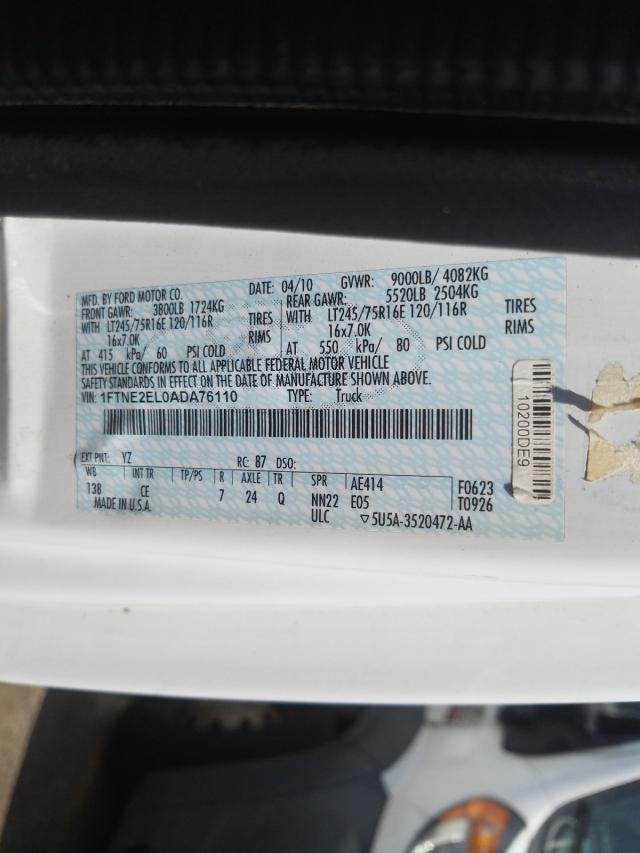 MFD. BY FORD MOTOR CO. DATE: 04/10 GVWR: 9000LB/ 4082KG
FRONT GAWR: 3800LB 1724KG REAR GAWR: 5520LB 2504KG
WITH LT245/75R16E 120/116R TIRES WITH LT245/75R16E 120/116R TIRES
16x7.0K RIMS 16x7.0K RIMS
AT 415 kPa/ 60 PSI COLD AT 550 kPa/ 80 PSI COLD
THIS VEHICLE CONFORMS TO ALL APPLICABLE FEDERAL MOTOR VEHICLE
SAFETY STANDARDS IN EFFECT ON THE DATE OF MANUFACTURE SHOWN ABOVE.
VIN: 1FTNE2EL0ADA76110 TYPE: Truck
10200DE9
EXT PNT: YZ RC: 87 DSO:
WB INT TR TP/PS R AXLE TR SPR AE414 F0623
138 CE 7 24 Q NN22 E05 T0926
MADE IN U.S.A. ULC ▽5U5A-3520472-AA